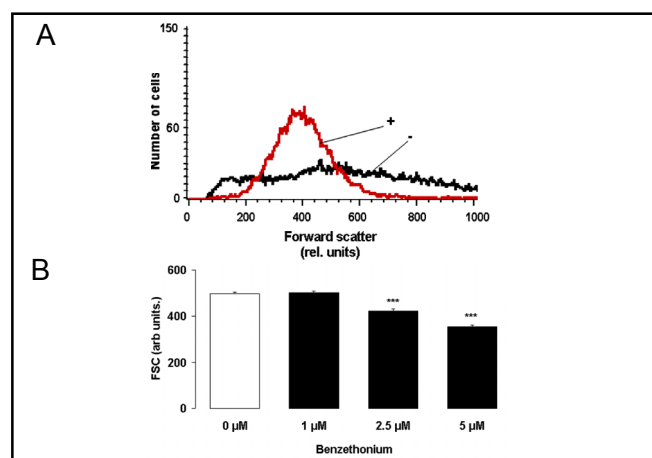 A
Number of cells
150
60
0
+
-
0 200 400 600 800 1000
Forward scatter
(rel. units)
B
FSC (arb units.)
600
400
200
0
***
***
0 µM 1 µM 2.5 µM 5 µM
Benzethonium